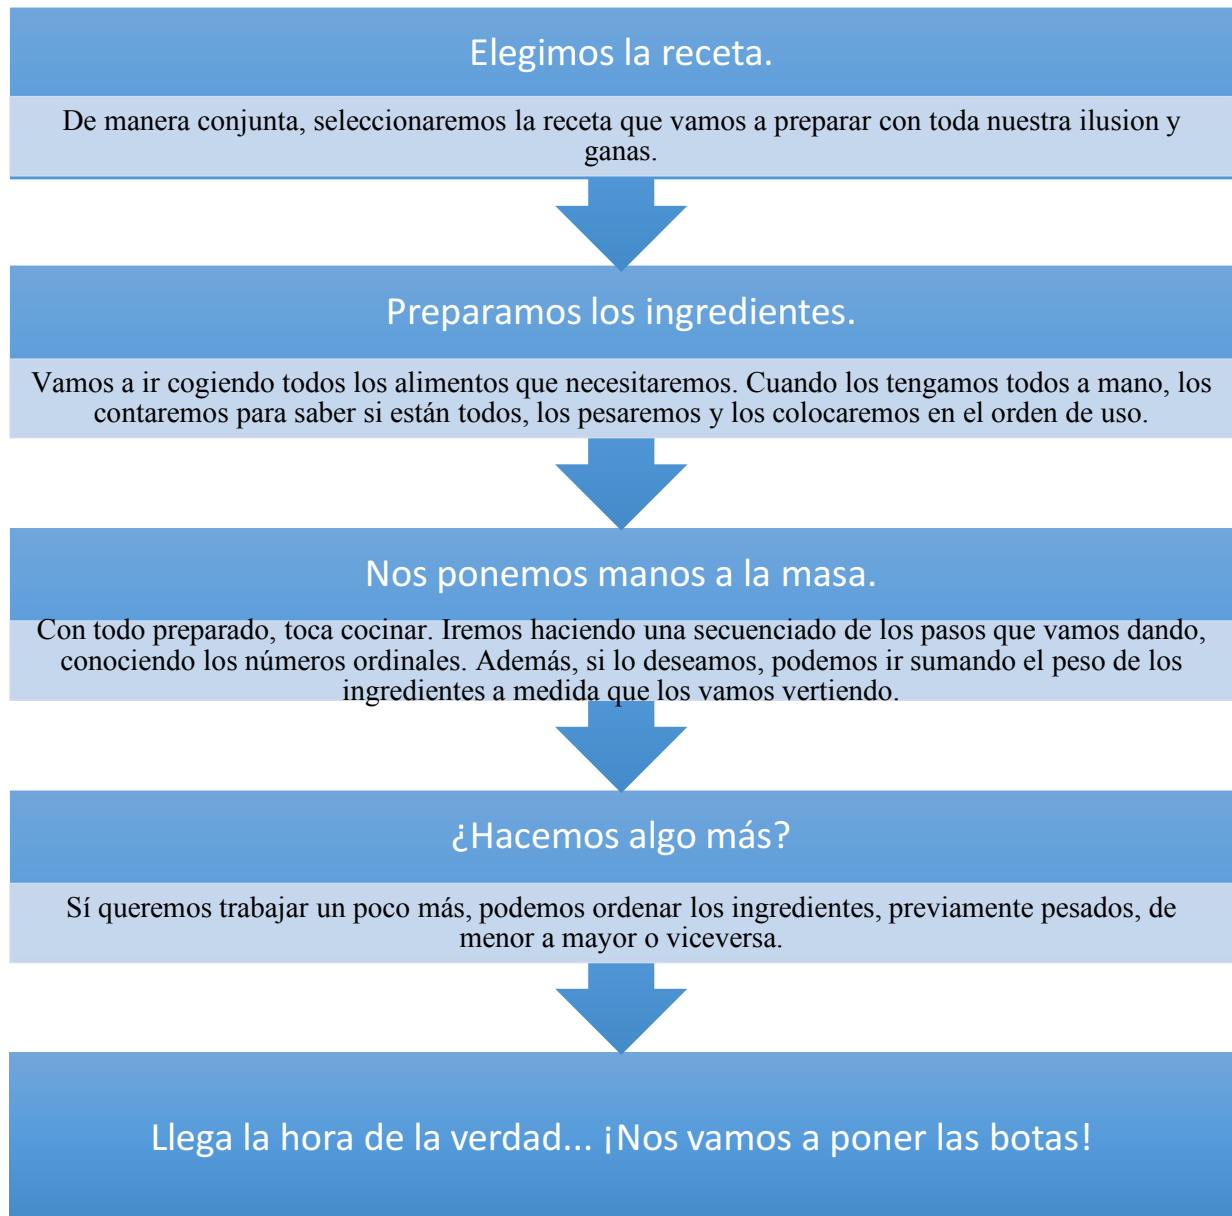 Elegimos la receta.
De manera conjunta, seleccionaremos la receta que vamos a preparar con toda nuestra ilusion y
ganas.
Preparamos los ingredientes.
Vamos a ir cogiendo todos los alimentos que necesitaremos. Cuando los tengamos todos a mano, los
contaremos para saber si están todos, los pesaremos y los colocaremos en el orden de uso.
Nos ponemos manos a la masa.
Con todo preparado, toca cocinar. Iremos haciendo una secuenciado de los pasos que vamos dando,
conociendo los números ordinales. Además, si lo deseamos, podemos ir sumando el peso de los
ingredientes a medida que los vamos vertiendo.
¿Hacemos algo más?
Sí queremos trabajar un poco más, podemos ordenar los ingredientes, previamente pesados, de
menor a mayor o viceversa.
Llega la hora de la verdad... ¡Nos vamos a poner las botas!